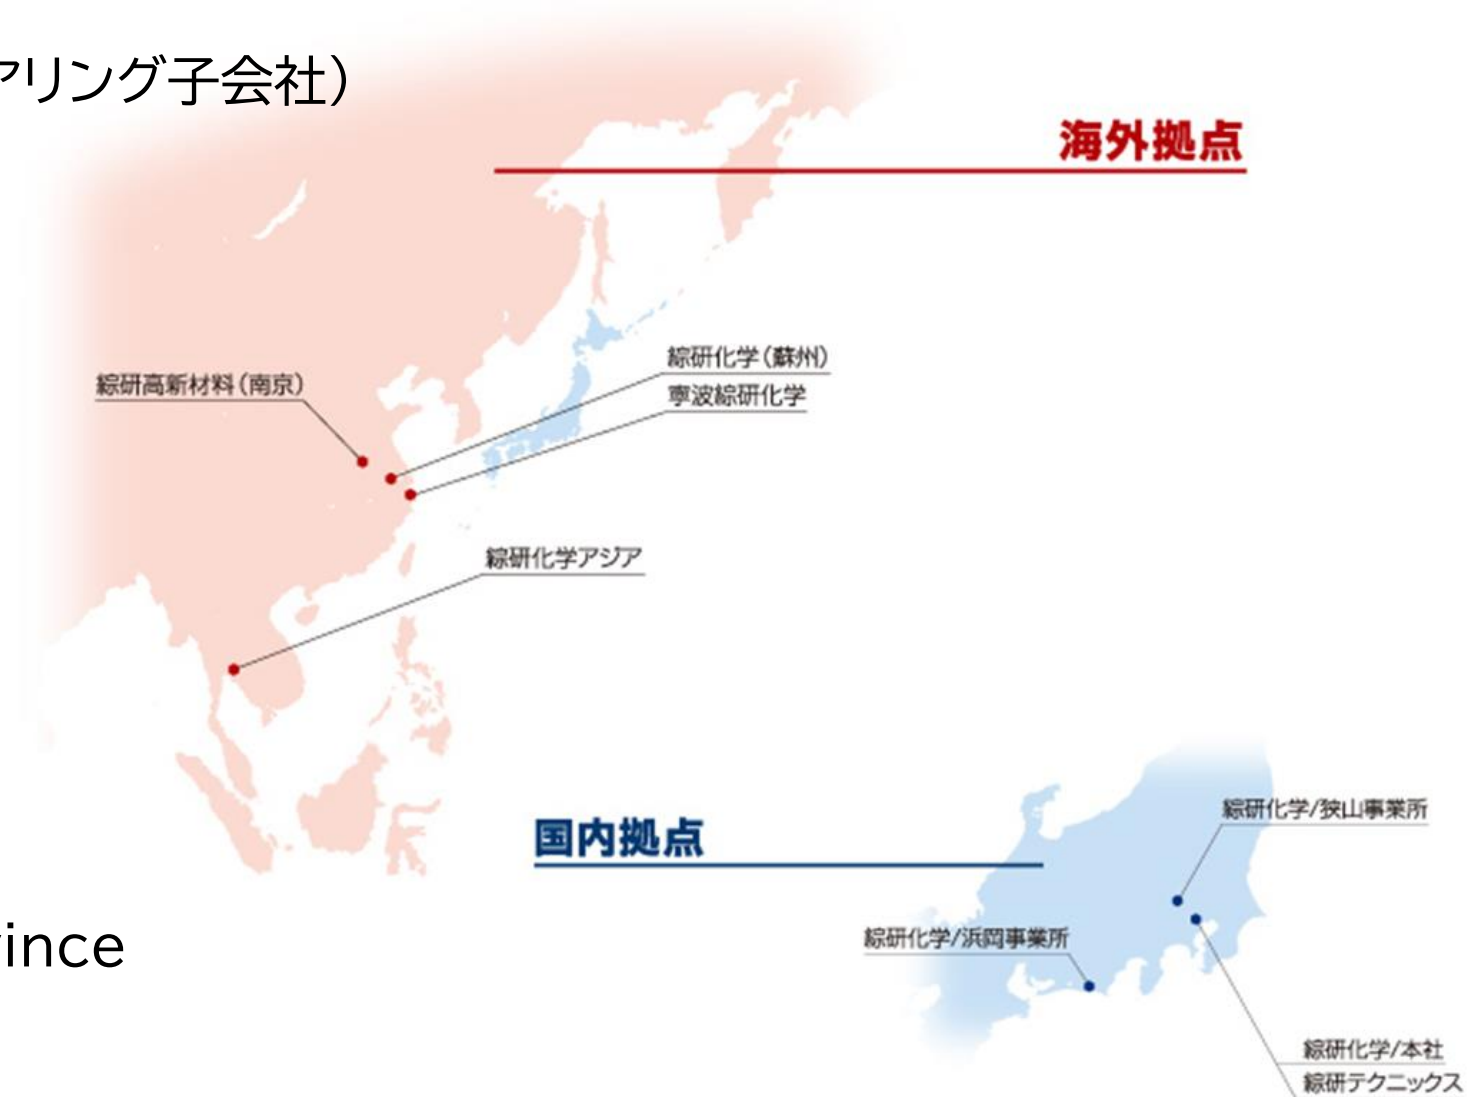 アリング子会社）
海外拠点
綜研化学（蘇州）
綜研高新材料（南京）
寧波綜研化学
綜研化学アジア
国内拠点
綜研化学/狭山事業所
綜研化学/浜岡事業所
ince
綜研化学/本社
綜研テクニックス